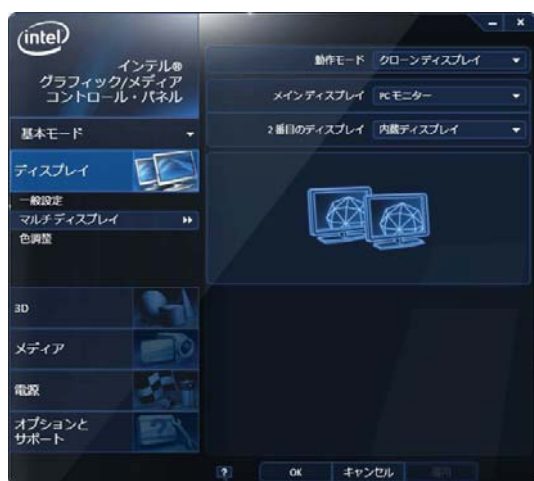 intel
インテル®
グラフィック/メディア
コントロール・パネル
基本モード
ディスプレイ
一般設定
マルチディスプレイ
色調整
3D
メディア
電源
オプションと
サポート
動作モード クローンディスプレイ
メインディスプレイ PCモニター
2番目のディスプレイ 内蔵ディスプレイ
? OK キャンセル 適用